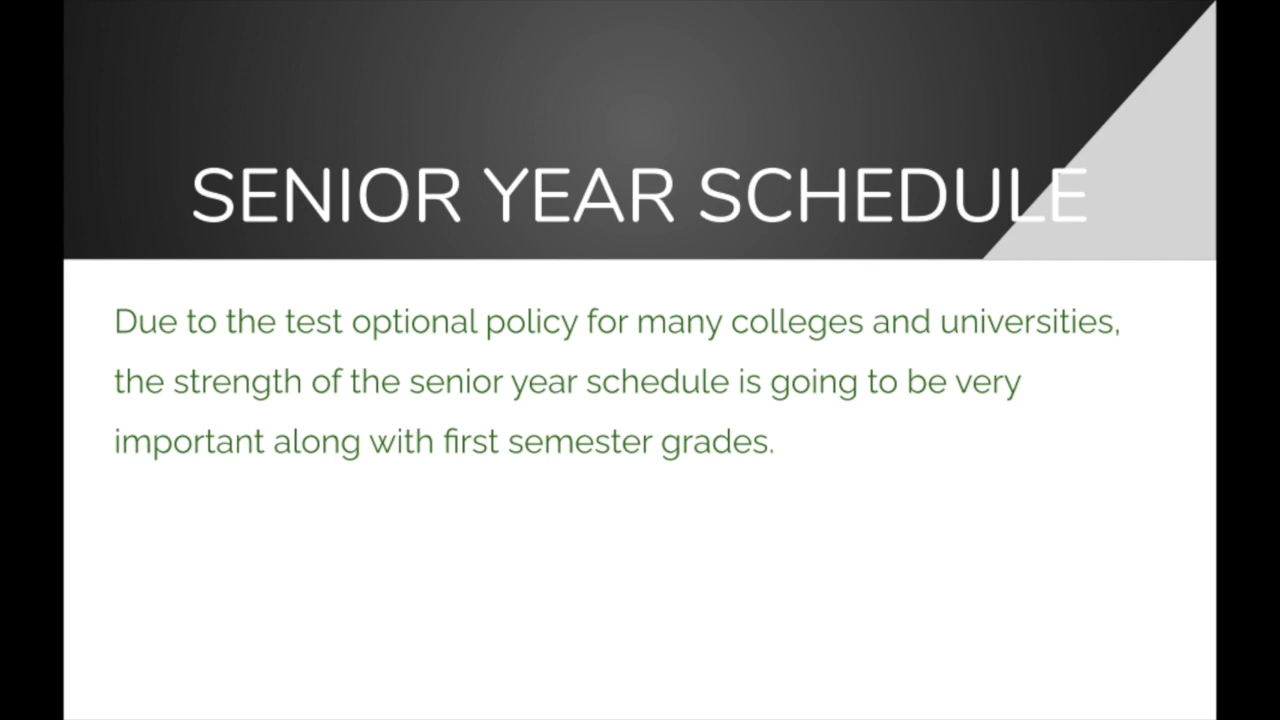 SENIOR YEAR SCHEDULE
Due to the test optional policy for many colleges and universities,
the strength of the senior year schedule is going to be very
important along with first semester grades.